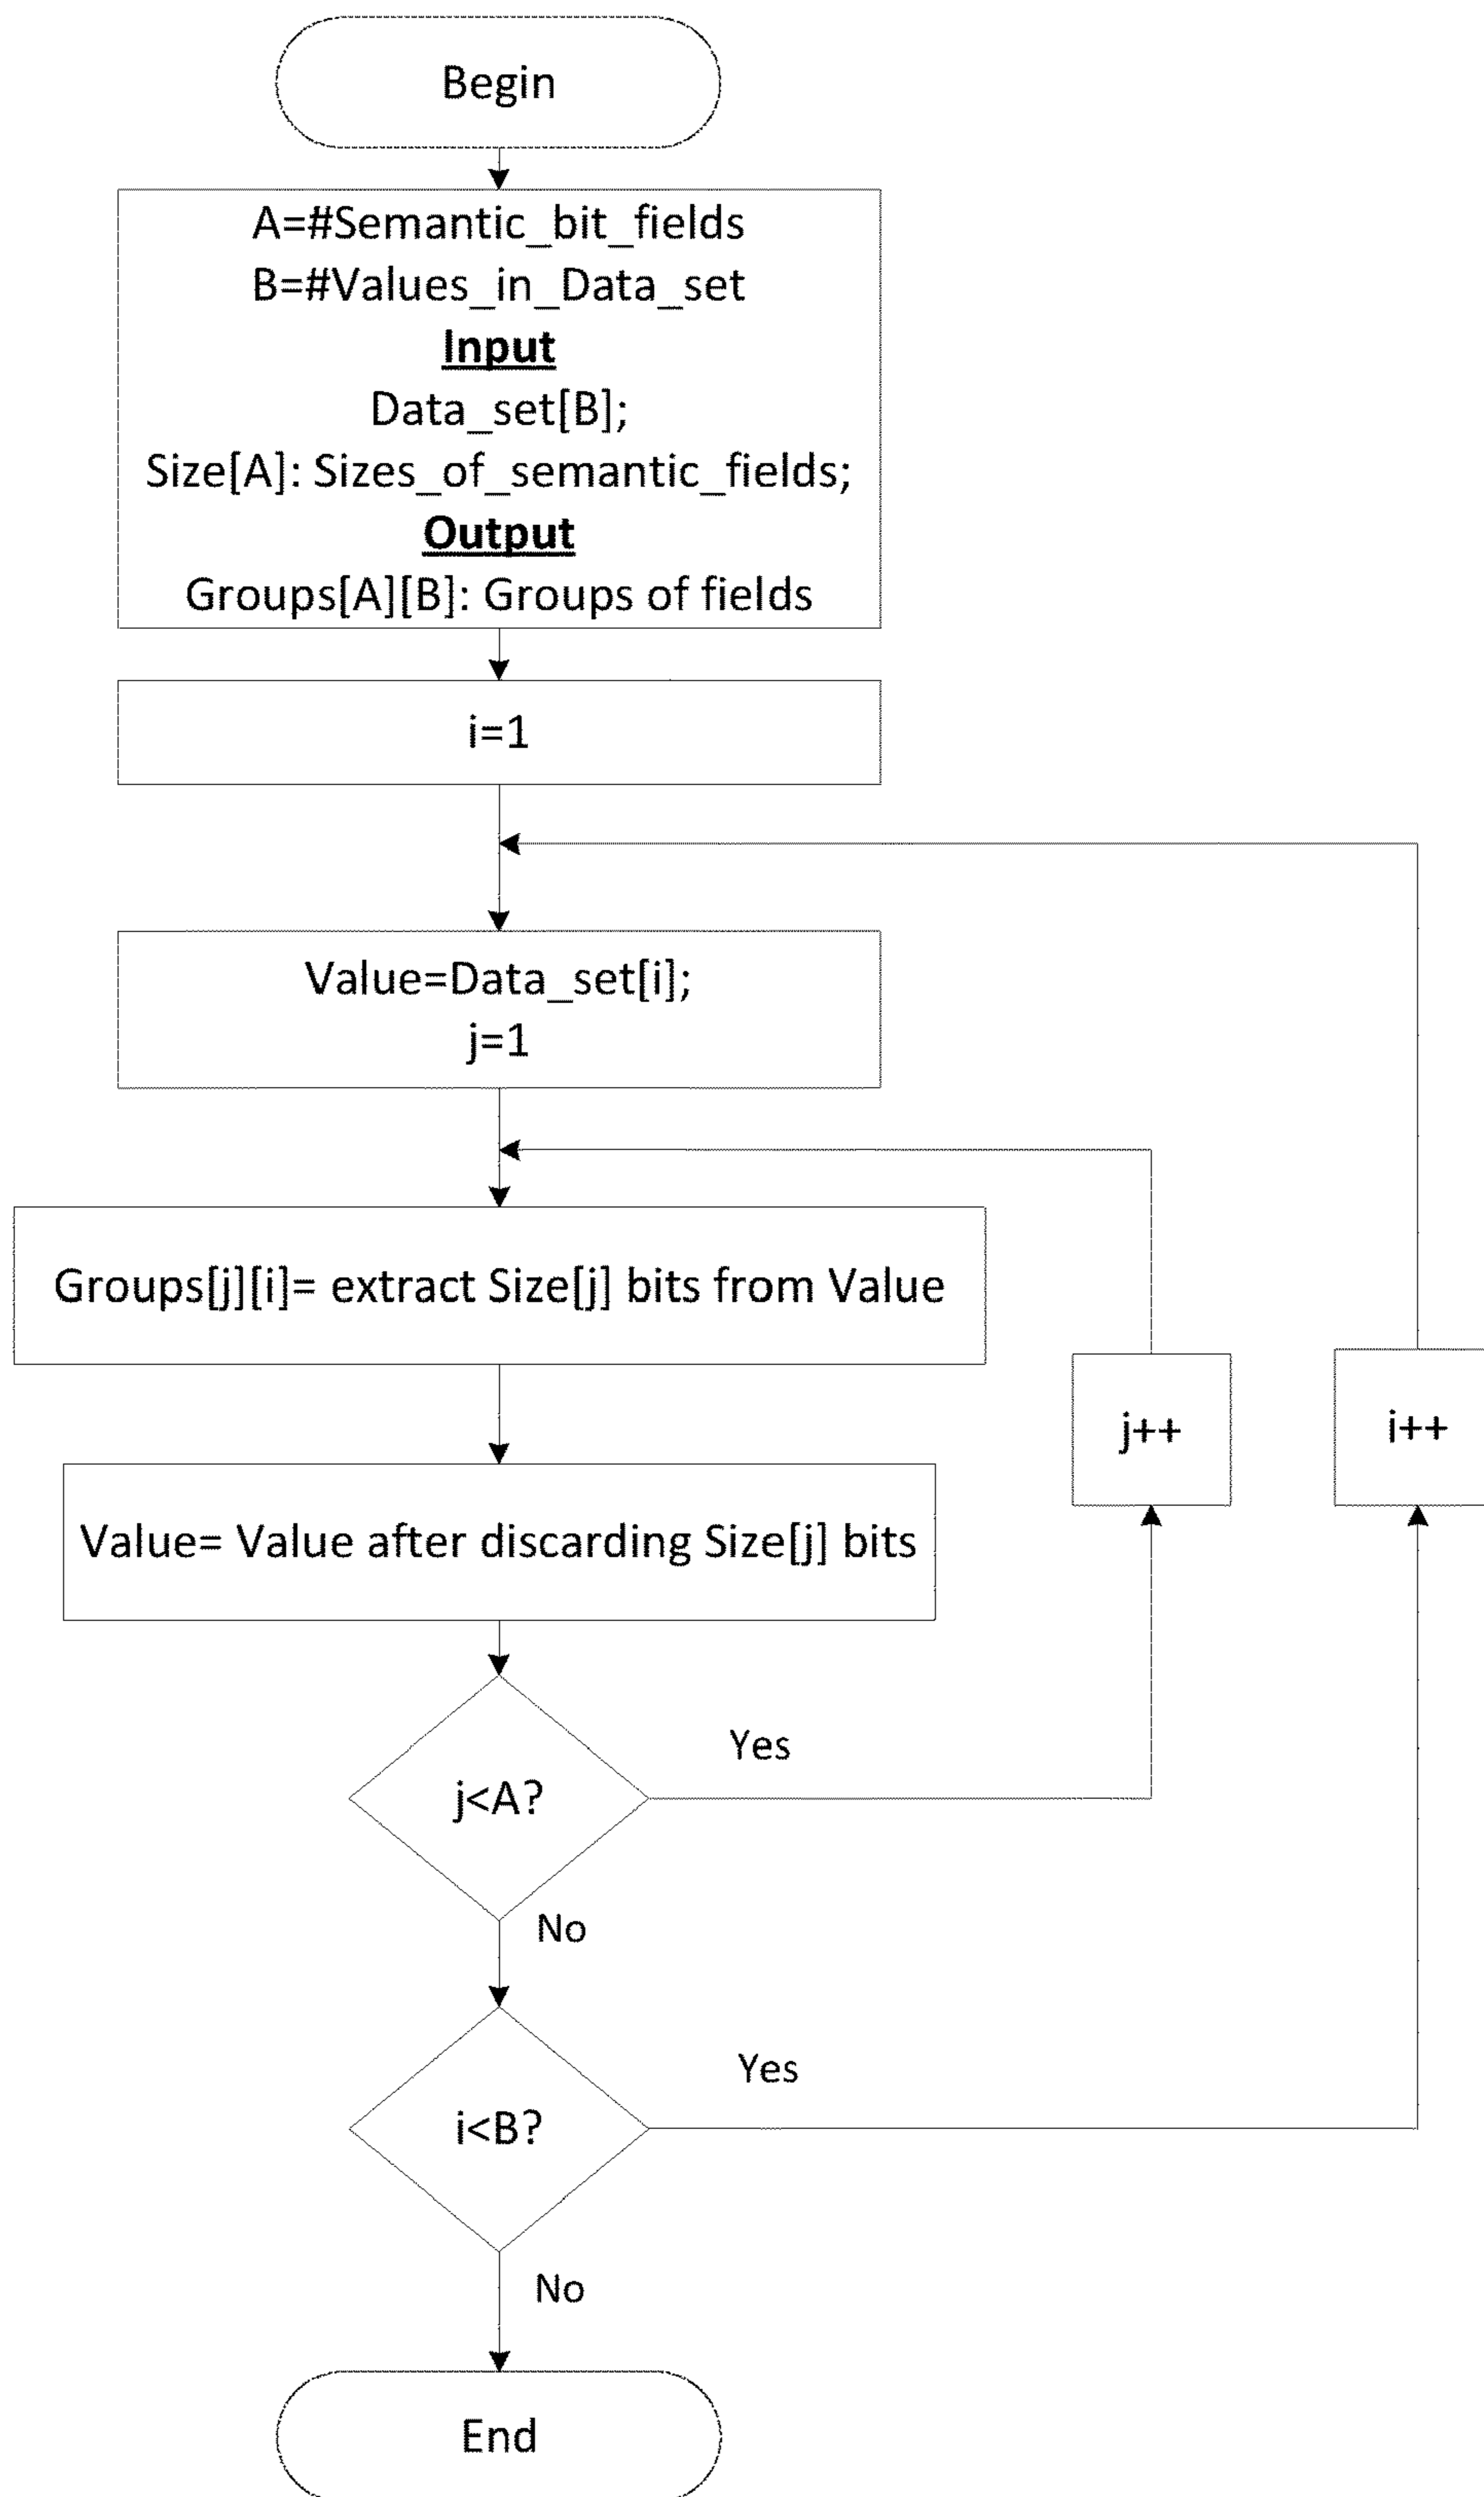 Begin
A=#Semantic_bit_fields
B=#Values_in_Data_set
Input
Data_set[B];
Size[A]: Sizes_of_semantic_fields;
Output
Groups[A][B]: Groups of fields
i=1
Value=Data_set[i];
j=1
Groups[j][i]= extract Size[j] bits from Value
j++
i++
Value= Value after discarding Size[j] bits
Yes
j<A?
No
Yes
i<B?
No
End